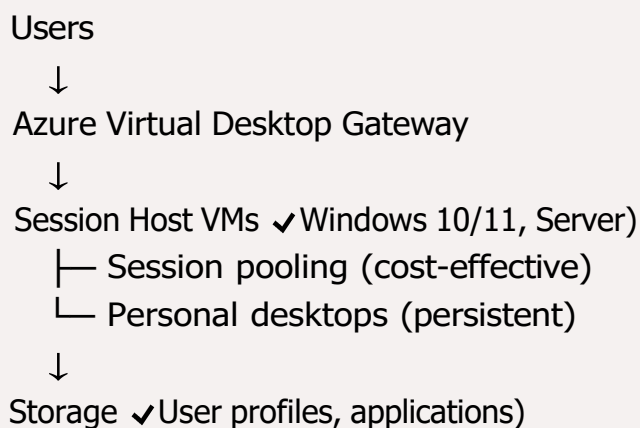 Users
↓
Azure Virtual Desktop Gateway
↓
Session Host VMs ✔Windows 10/11, Server)
├─ Session pooling (cost-effective)
└─ Personal desktops (persistent)
↓
Storage ✔User profiles, applications)